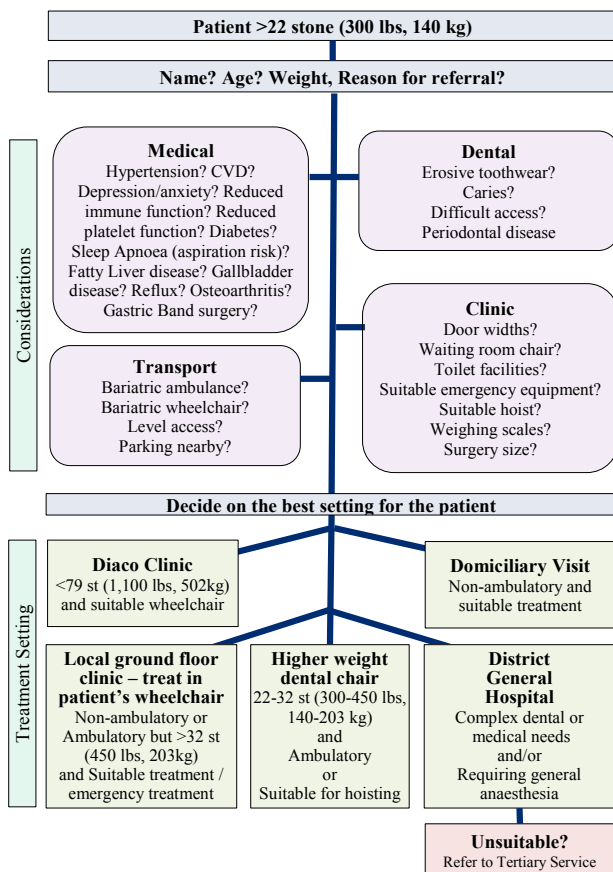 Patient >22 stone (300 lbs, 140 kg)
Name? Age? Weight, Reason for referral?
Considerations
Medical
Hypertension? CVD?
Depression/anxiety? Reduced
immune function? Reduced
platelet function? Diabetes?
Sleep Apnoea (aspiration risk)?
Fatty Liver disease? Gallbladder
disease? Reflux? Osteoarthritis?
Gastric Band surgery?
Dental
Erosive toothwear?
Caries?
Difficult access?
Periodontal disease
Transport
Bariatric ambulance?
Bariatric wheelchair?
Level access?
Parking nearby?
Clinic
Door widths?
Waiting room chair?
Toilet facilities?
Suitable emergency equipment?
Suitable hoist?
Weighing scales?
Surgery size?
Decide on the best setting for the patient
Treatment Setting
Diaco Clinic
<79 st (1,100 lbs, 502kg)
and suitable wheelchair
Domiciliary Visit
Non-ambulatory and
suitable treatment
Local ground floor
clinic – treat in
patient's wheelchair
Non-ambulatory or
Ambulatory but >32 st
(450 lbs, 203kg)
and Suitable treatment /
emergency treatment
Higher weight
dental chair
22-32 st (300-450 lbs,
140-203 kg)
and
Ambulatory
or
Suitable for hoisting
District
General
Hospital
Complex dental or
medical needs
and/or
Requiring general
anaesthesia
Unsuitable?
Refer to Tertiary Service